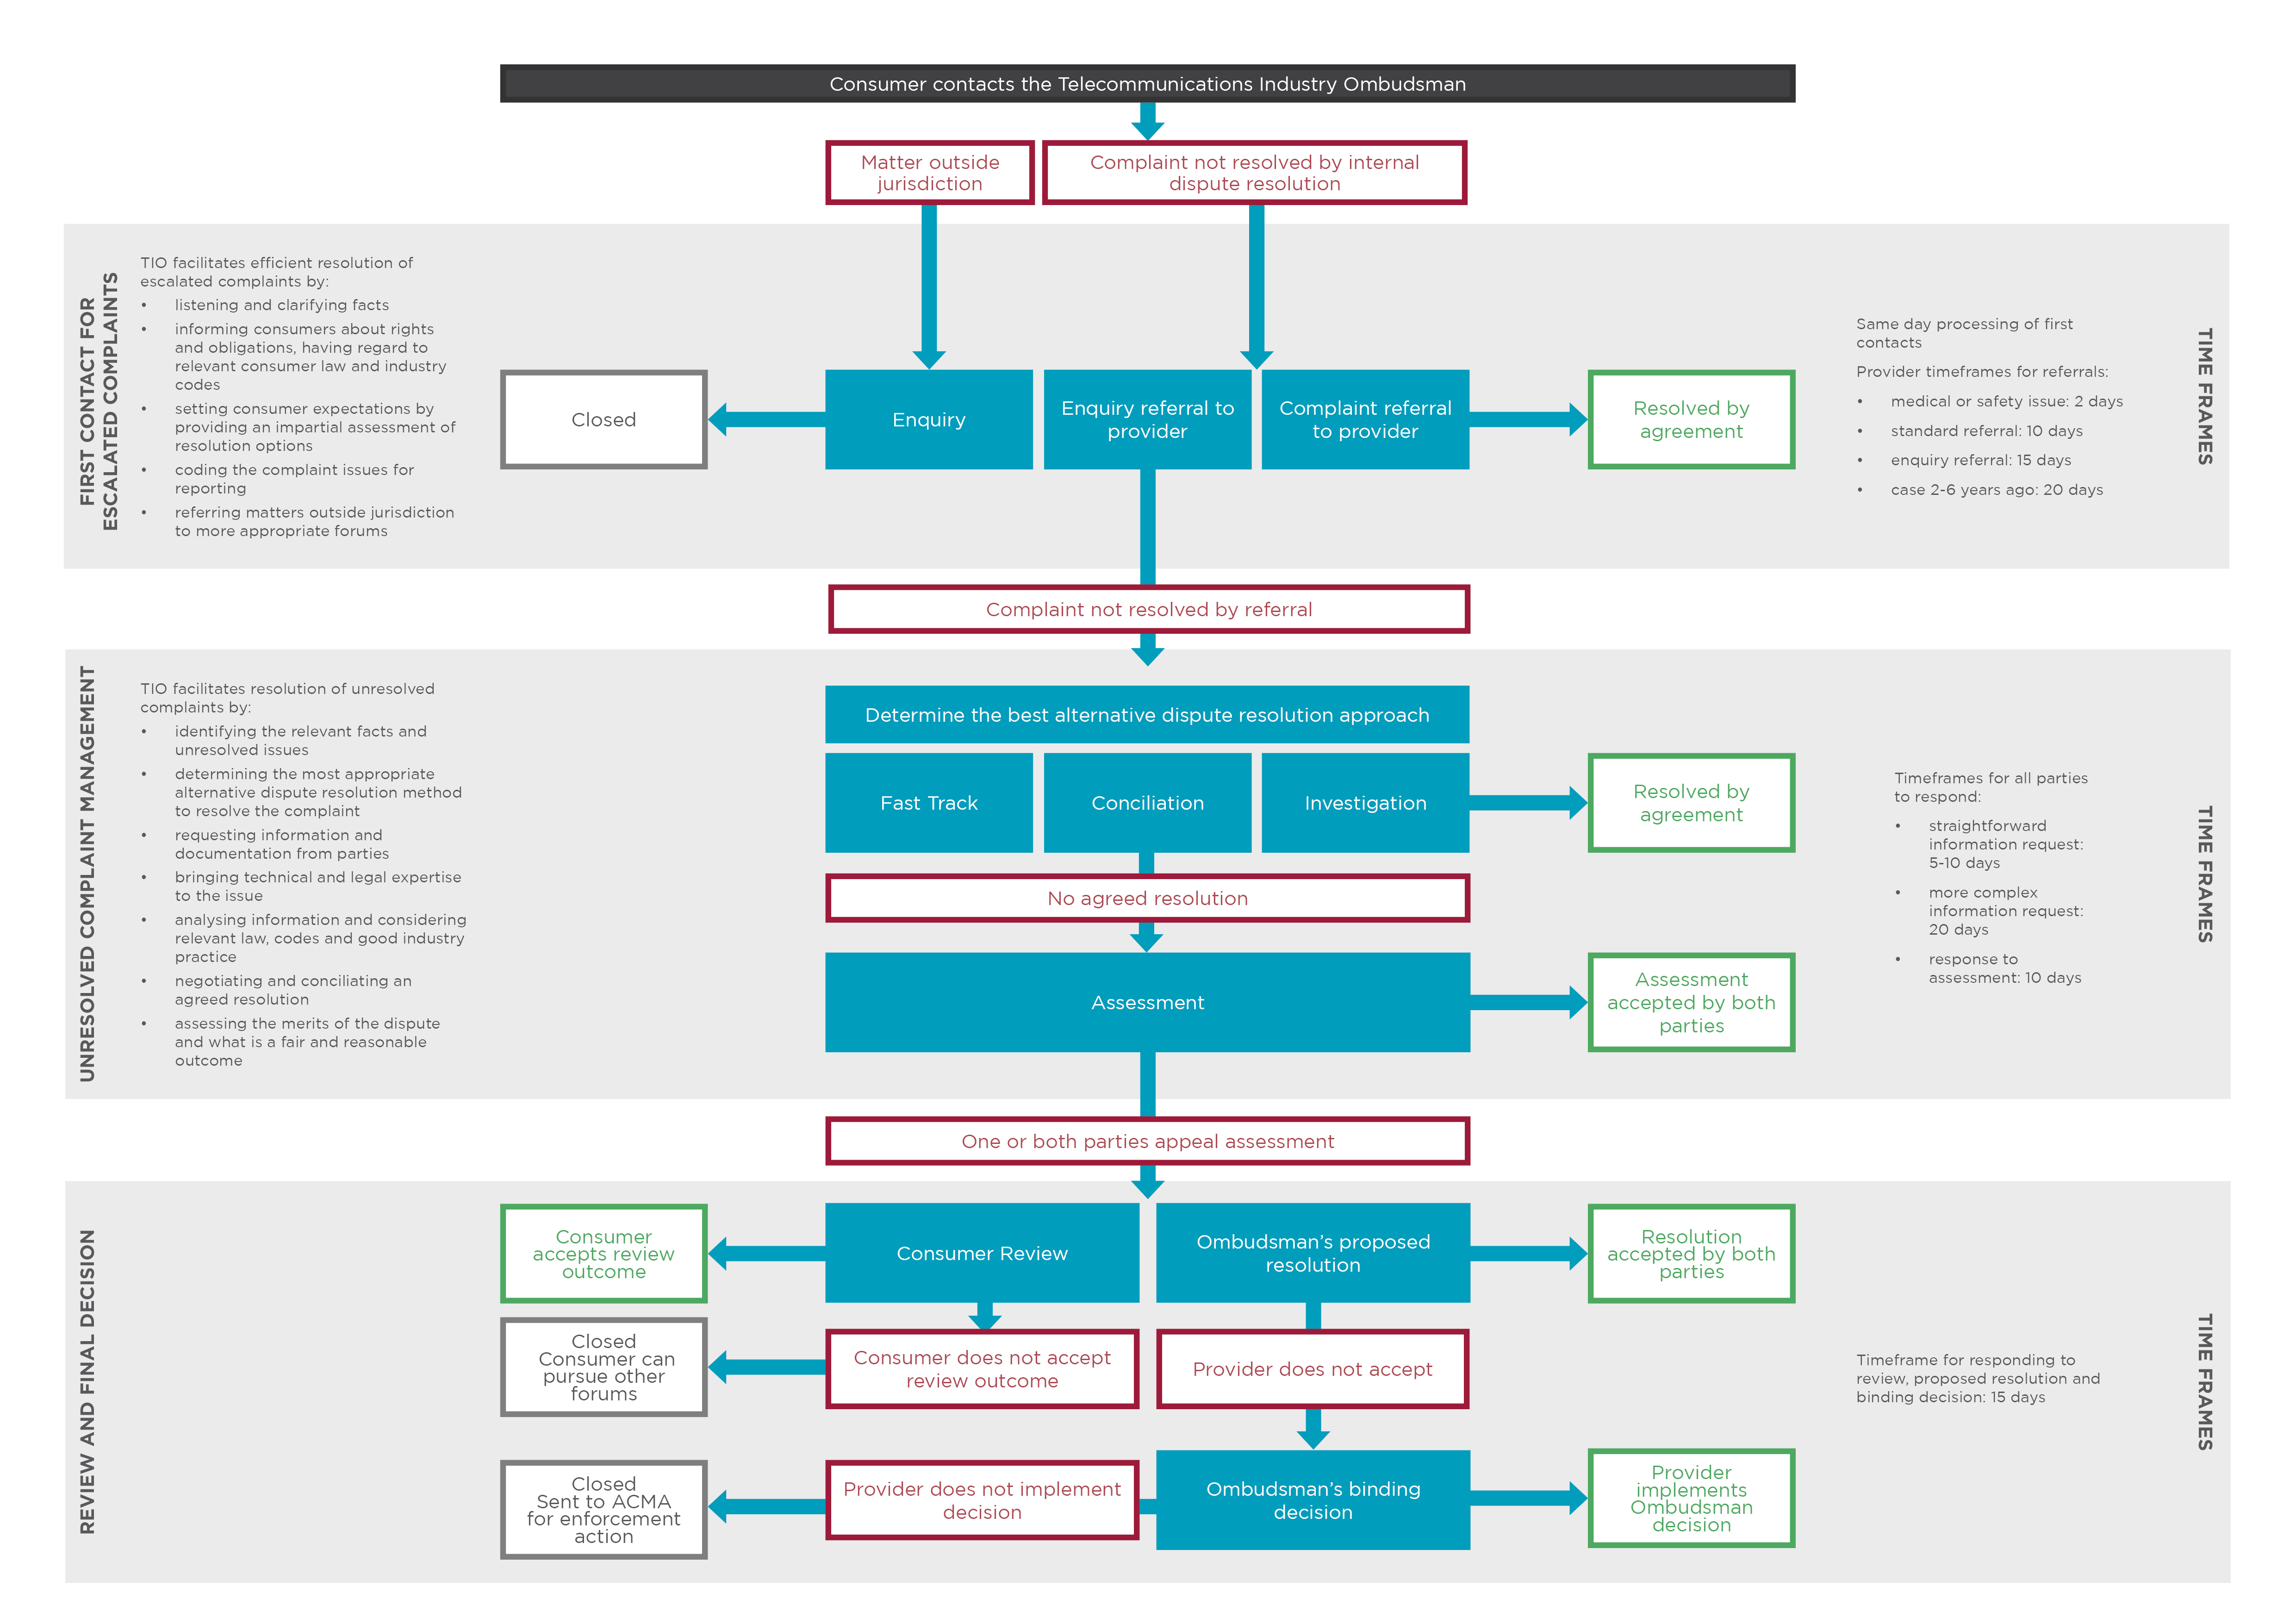 Consumer contacts the Telecommunications Industry Ombudsman
Matter outside
jurisdiction
Complaint not resolved by internal
dispute resolution
FIRST CONTACT FOR
ESCALATED COMPLAINTS
TIO facilitates efficient resolution of
escalated complaints by:
• listening and clarifying facts
• informing consumers about rights
and obligations, having regard to
relevant consumer law and industry
codes
• setting consumer expectations by
providing an impartial assessment of
resolution options
• coding the complaint issues for
reporting
• referring matters outside jurisdiction
to more appropriate forums
Closed
Enquiry
Enquiry referral to
provider
Complaint referral
to provider
Resolved by
agreement
Same day processing of first
contacts
Provider timeframes for referrals:
• medical or safety issue: 2 days
• standard referral: 10 days
• enquiry referral: 15 days
• case 2-6 years ago: 20 days
TIME FRAMES
Complaint not resolved by referral
UNRESOLVED COMPLAINT MANAGEMENT
TIO facilitates resolution of unresolved
complaints by:
• identifying the relevant facts and
unresolved issues
• determining the most appropriate
alternative dispute resolution method
to resolve the complaint
• requesting information and
documentation from parties
• bringing technical and legal expertise
to the issue
• analysing information and considering
relevant law, codes and good industry
practice
• negotiating and conciliating an
agreed resolution
• assessing the merits of the dispute
and what is a fair and reasonable
outcome
Determine the best alternative dispute resolution approach
Fast Track
Conciliation
Investigation
Resolved by
agreement
No agreed resolution
Assessment
Assessment
accepted by both
parties
Timeframes for all parties
to respond:
• straightforward
information request:
5-10 days
• more complex
information request:
20 days
• response to
assessment: 10 days
TIME FRAMES
One or both parties appeal assessment
REVIEW AND FINAL DECISION
Consumer
accepts review
outcome
Consumer Review
Ombudsman’s proposed
resolution
Resolution
accepted by both
parties
Closed
Consumer can
pursue other
forums
Consumer does not accept
review outcome
Provider does not accept
Closed
Sent to ACMA
for enforcement
action
Provider does not implement
decision
Ombudsman’s binding
decision
Provider
implements
Ombudsman
decision
Timeframe for responding to
review, proposed resolution and
binding decision: 15 days
TIME FRAMES